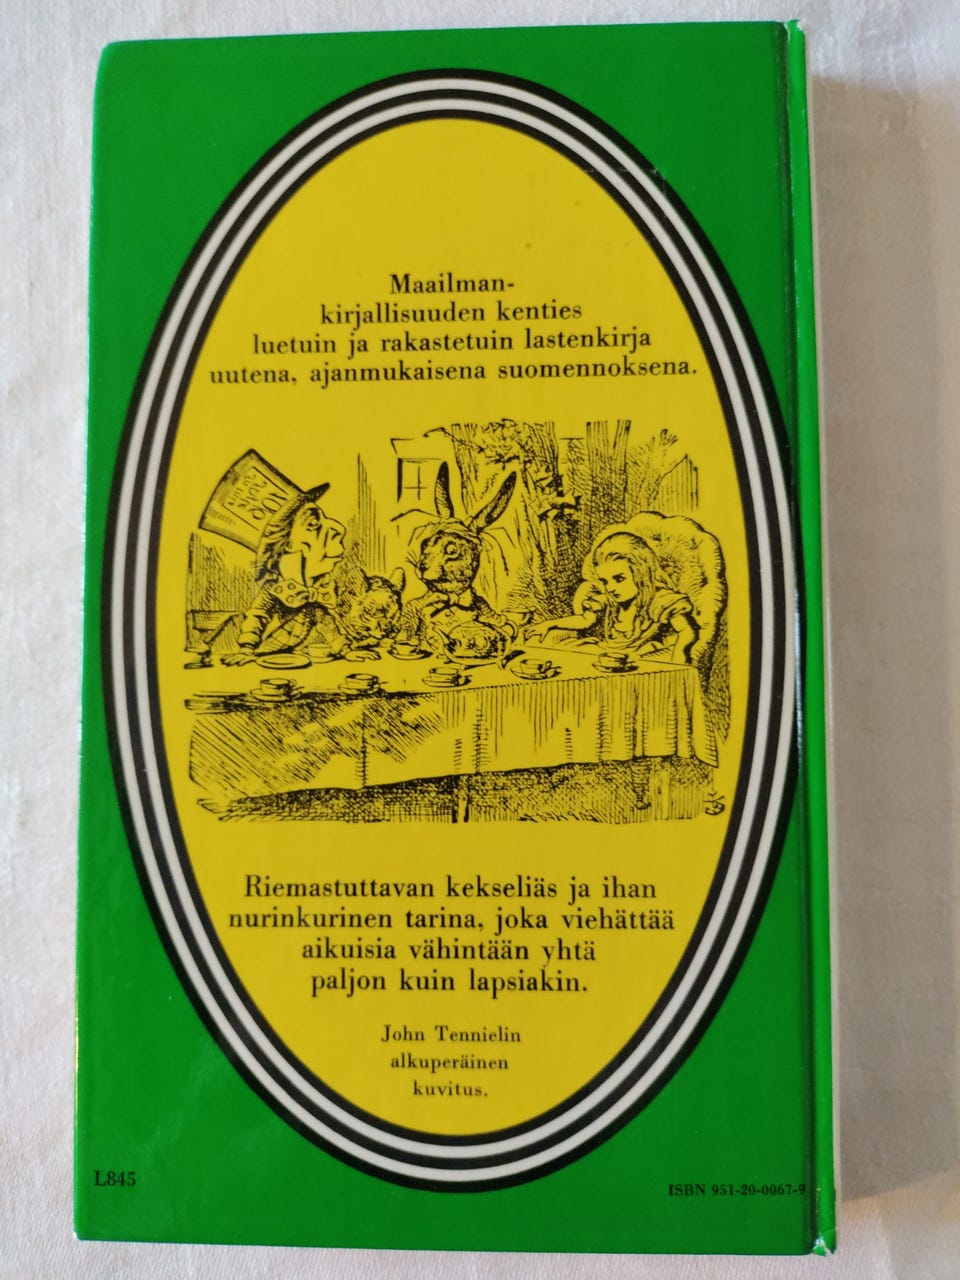 Maailman-
kirjallisuuden kenties
luetuin ja rakastetuin lastenkirja
uutena, ajanmukaisena suomennoksena.
Riemastuttavan kekseliäs ja ihan
nurinkurinen tarina, joka viehättää
aikuisia vähintään yhtä
paljon kuin lapsiakin.
John Tennielin
alkuperäinen
kuvitus.
L845
ISBN 951-20-0067-9